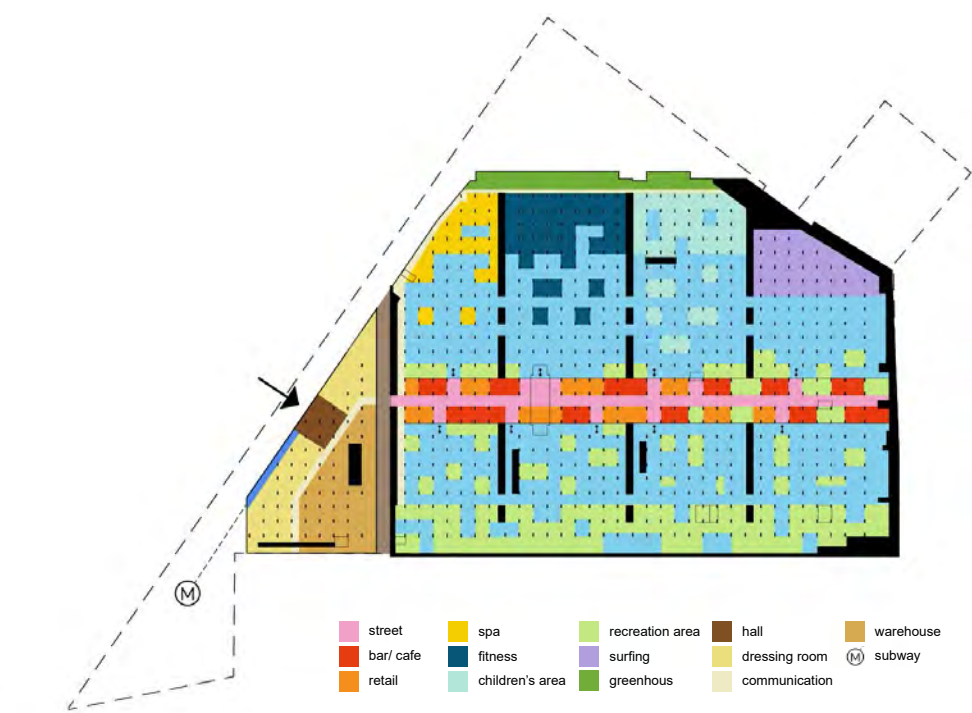 M
street
spa
recreation area
hall
warehouse
bar/ cafe
fitness
surfing
dressing room
M
subway
retail
children's area
greenhous
communication